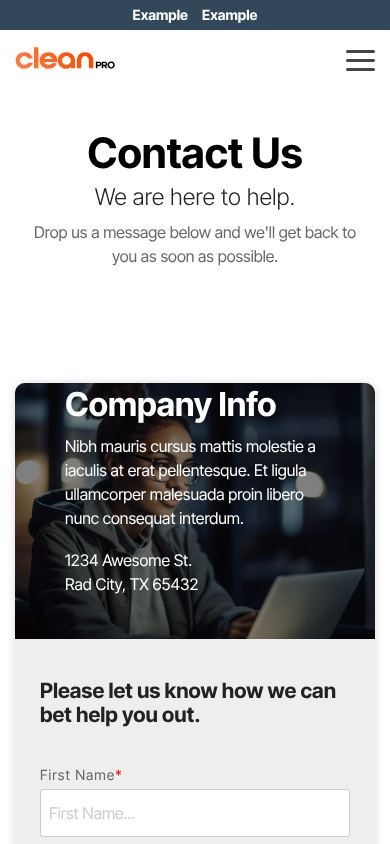 Example Example
clean PRO
Contact Us
We are here to help.
Drop us a message below and we'll get back to
you as soon as possible.
Company Info
Nibh mauris cursus mattis molestie a
iaculis at erat pellentesque. Et ligula
ullamcorper malesuada proin libero
nunc consequat interdum.
1234 Awesome St.
Rad City, TX 65432
Please let us know how we can
bet help you out.
First Name*
First Name...